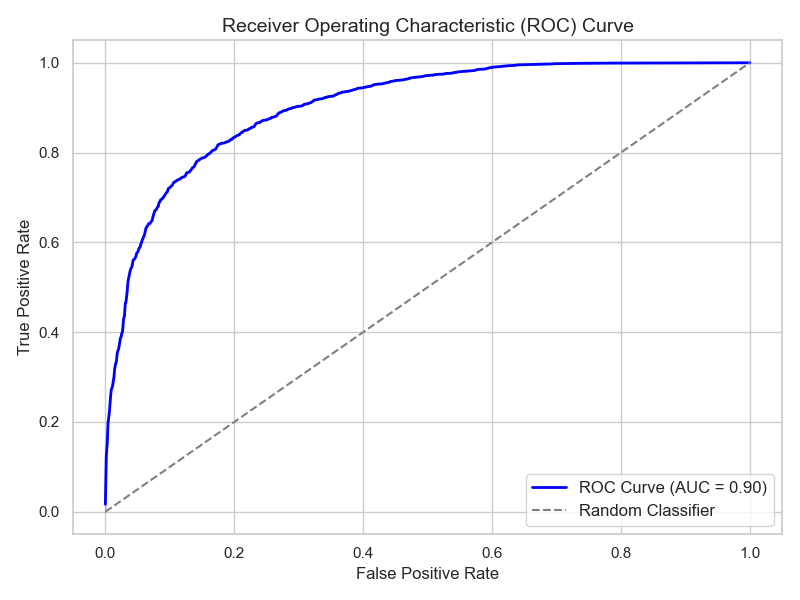 Receiver Operating Characteristic (ROC) Curve
True Positive Rate
1.0
0.8
0.6
0.4
0.2
0.0
0.0
0.2
0.4
0.6
0.8
1.0
False Positive Rate
ROC Curve (AUC = 0.90)
Random Classifier